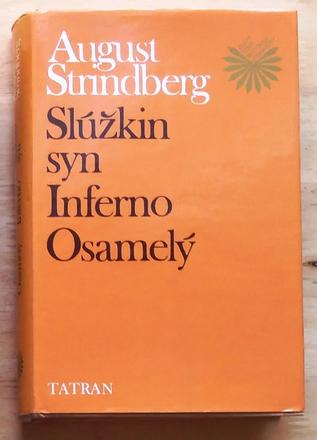 August
Strindberg
Slúžkin
syn
Inferno
Osamelý
TATRAN